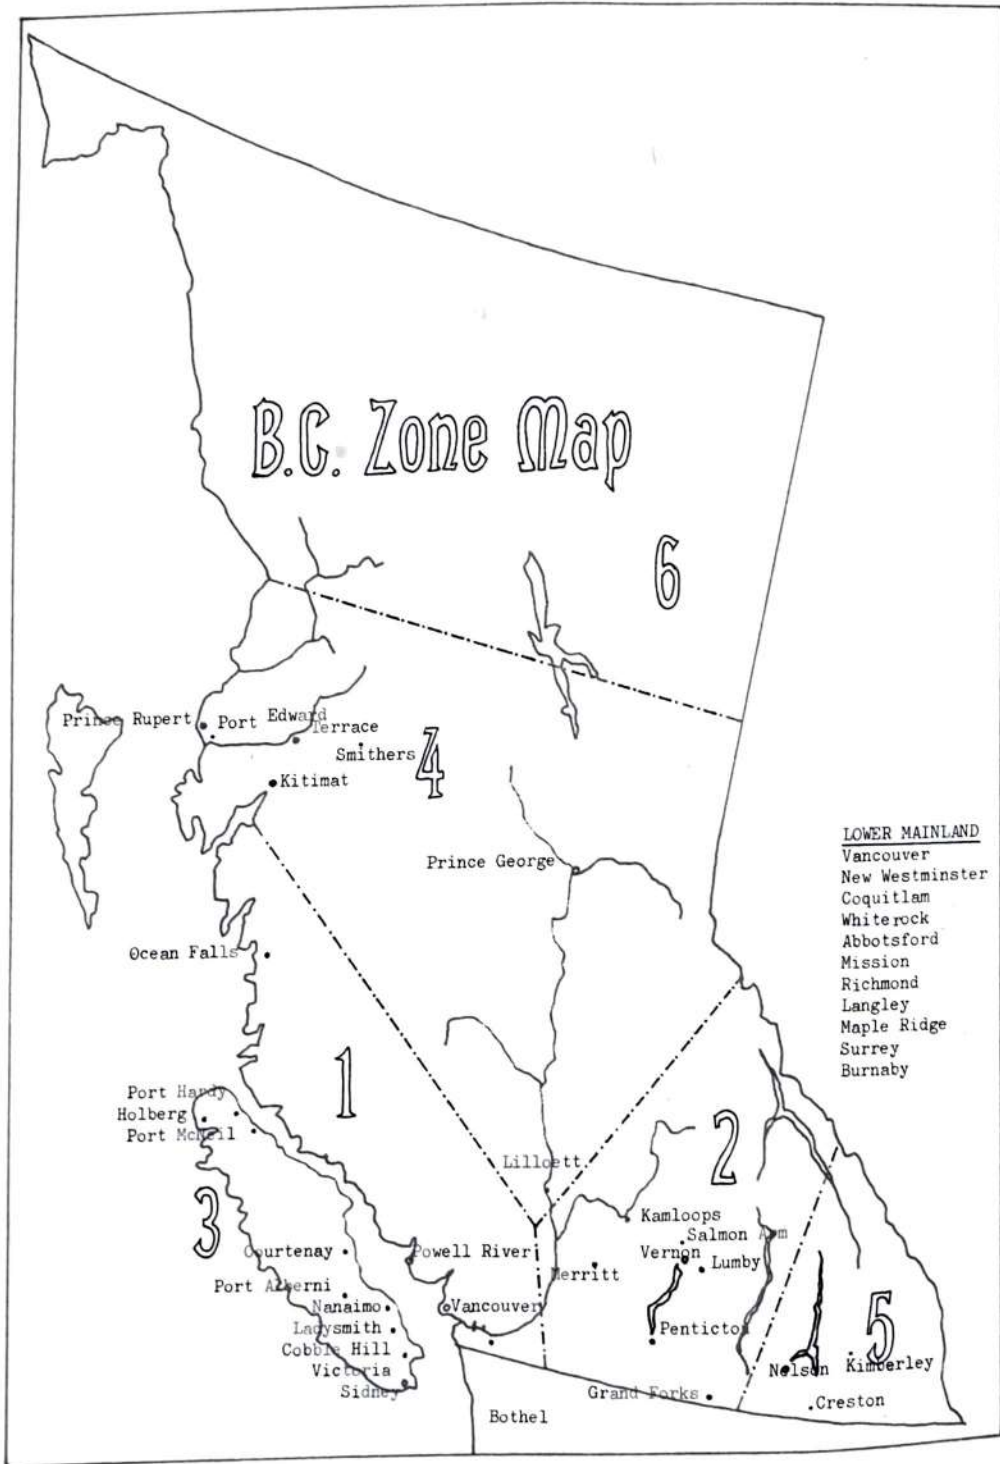 B.C. Zone Map
6
Prince Rupert
Port Edward
Terrace
Smithers
4
Kitimat
LOWER MAINLAND
Vancouver
New Westminster
Coquitlam
Whiterock
Abbotsford
Mission
Richmond
Langley
Maple Ridge
Surrey
Burnaby
Prince George
Ocean Falls
1
Port Hardy
Holberg
Port McNeil
2
Lilloett
3
Kamloops
Salmon Arm
Courtenay
Powell River
Vernon
Lumby
Merritt
Port Alberni
Nanaimo
Vancouver
5
Ladysmith
Penticton
Cobble Hill
Victoria
Nelson
Kimberley
Sidney
Grand Forks
Creston
Bothel